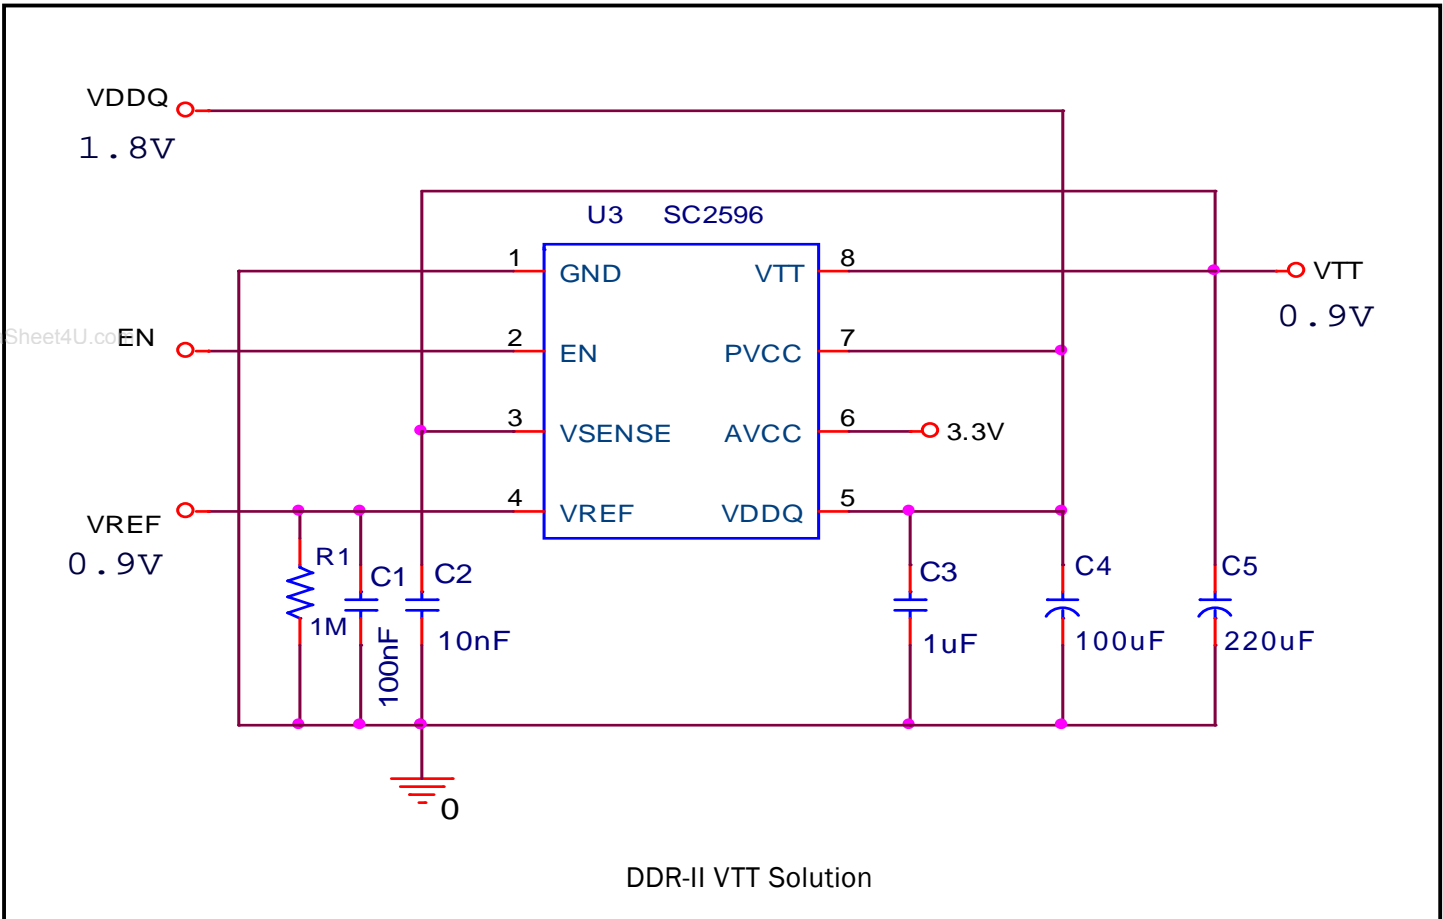 VDDQ
1.8V
U3 SC2596
1 GND VTT 8 VTT
0.9V
Sheet4U.com
EN 2 EN PVCC 7
3 VSENSE AVCC 6 3.3V
VREF 4 VREF VDDQ 5
0.9V
R1 C1 C2 C3 C4 C5
1M 100nF 10nF 1uF 100uF 220uF
0
DDR-II VTT Solution